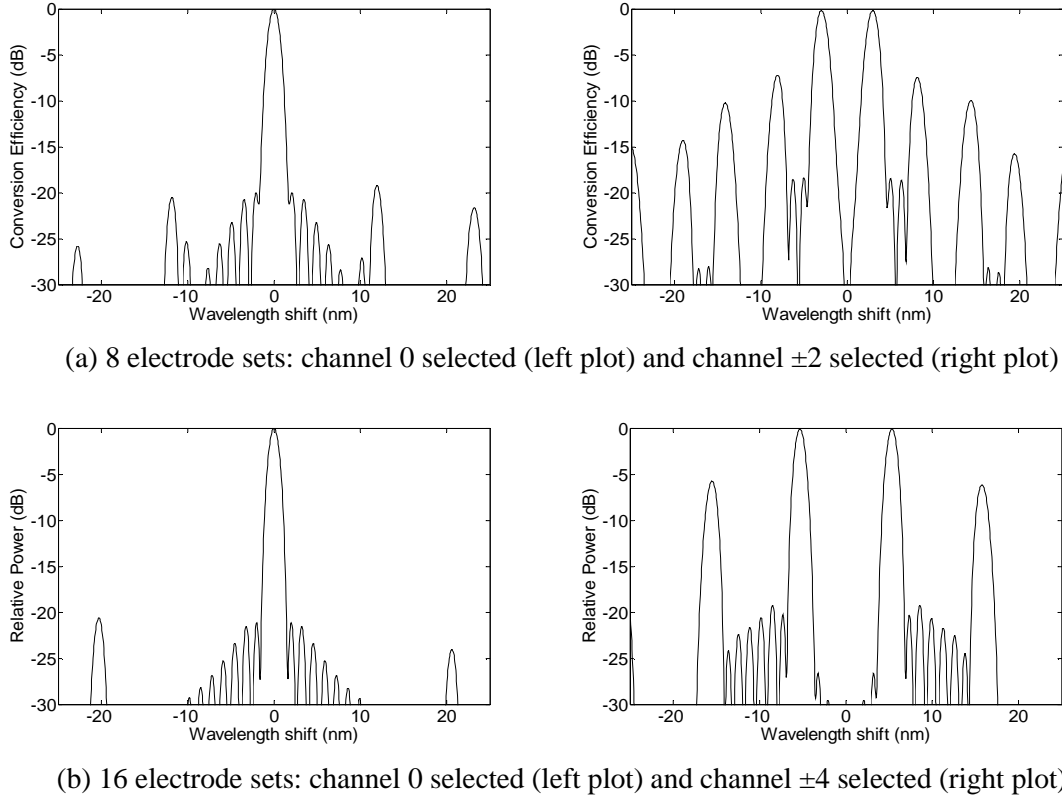 0
-5
-10
-15
-20
-25
-30
Conversion Efficiency (dB)
-20 -10 0 10 20
Wavelength shift (nm)
0
-5
-10
-15
-20
-25
-30
Conversion Efficiency (dB)
-20 -10 0 10 20
Wavelength shift (nm)
(a) 8 electrode sets: channel 0 selected (left plot) and channel ±2 selected (right plot)
0
-5
-10
-15
-20
-25
-30
Relative Power (dB)
-20 -10 0 10 20
Wavelength shift (nm)
0
-5
-10
-15
-20
-25
-30
Relative Power (dB)
-20 -10 0 10 20
Wavelength shift (nm)
(b) 16 electrode sets: channel 0 selected (left plot) and channel ±4 selected (right plot)